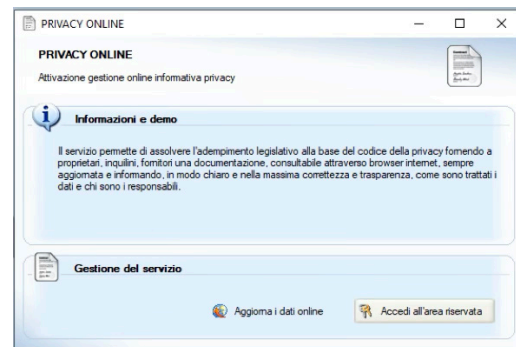 PRIVACY ONLINE
PRIVACY ONLINE
Attivazione gestione online informativa privacy
Informazioni e demo
Il servizio permette di assolvere l'adempimento legislativo alla base del codice della privacy fornendo a
proprietari, inquilini, fornitori una documentazione, consultabile attraverso browser internet, sempre
aggiornata e informando, in modo chiaro e nella massima correttezza e trasparenza, come sono trattati i
dati e chi sono i responsabili.
Gestione del servizio
Aggiorna i dati online
Accedi all'area riservata